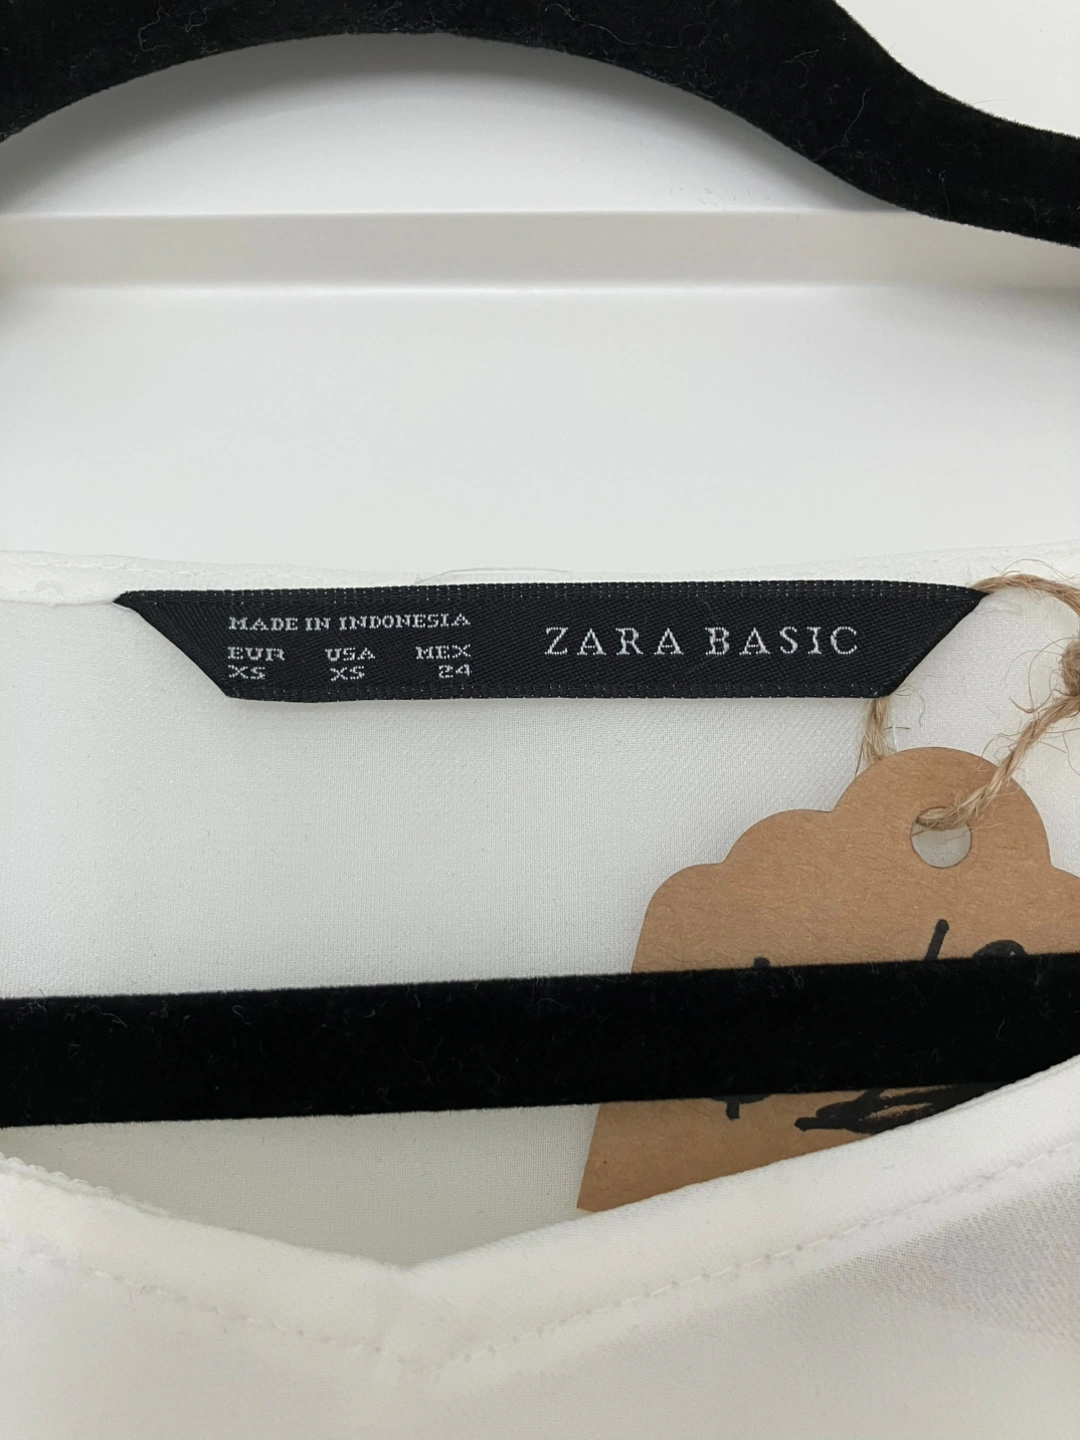 MADE IN INDONESIA
EUR USA MEX
XS XS 24
ZARA BASIC